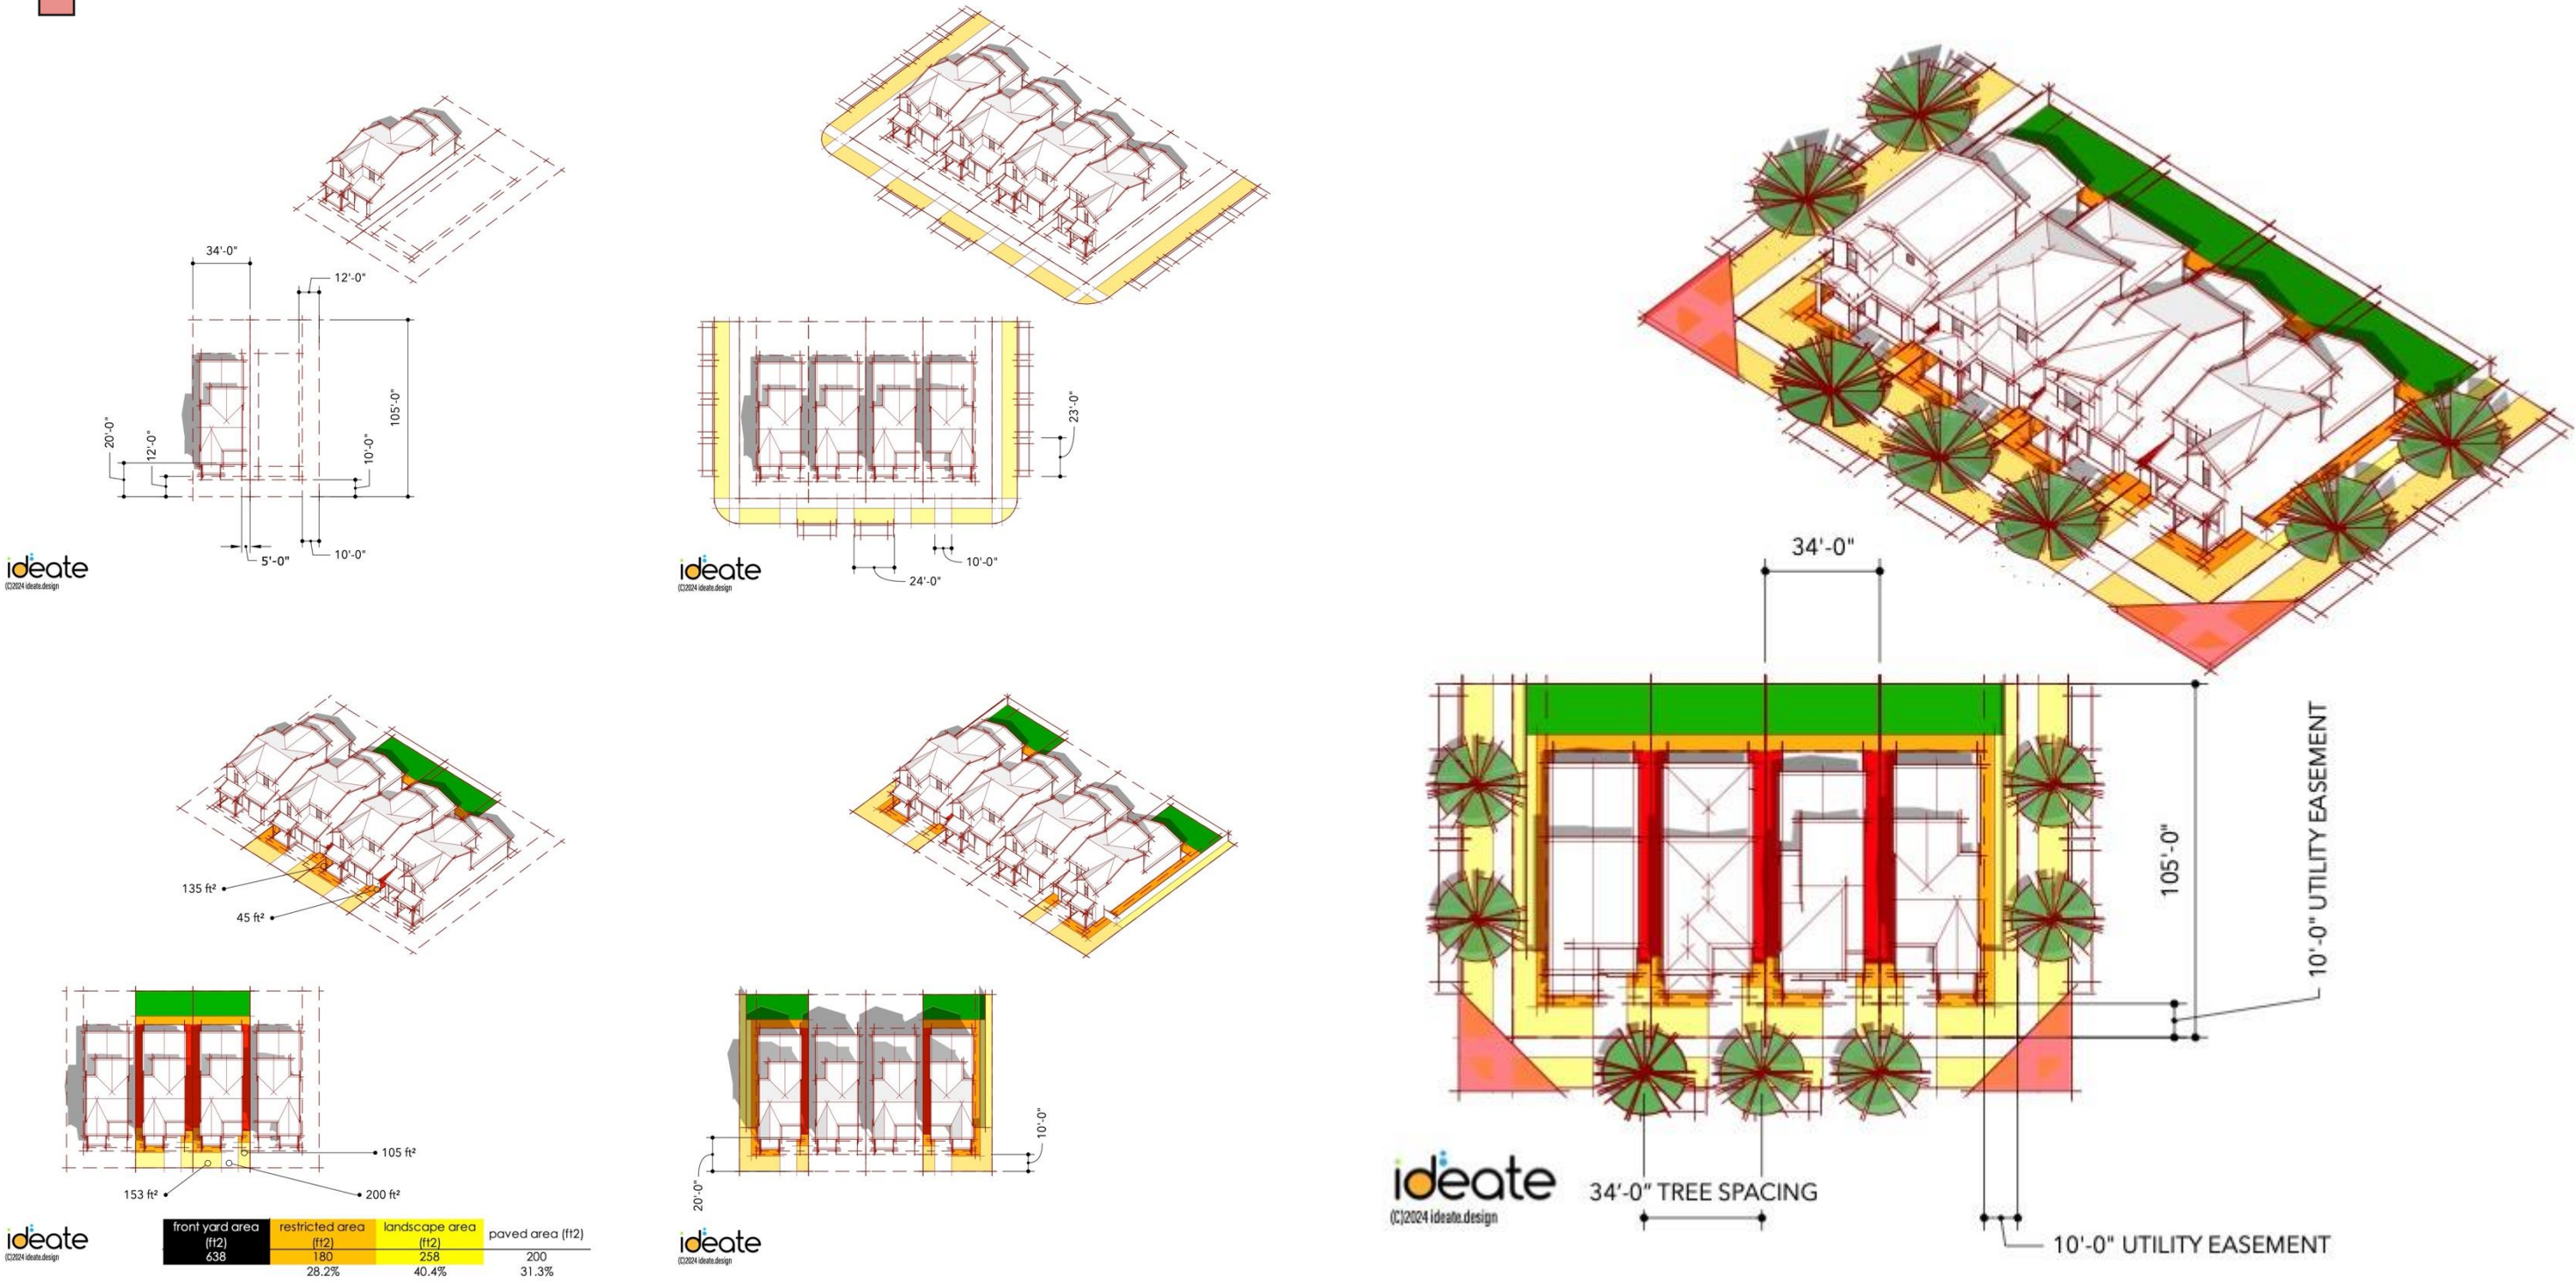 34'-0"
12'-0"
20'-0"
12'-0"
105'-0"
10'-0"
5'-0"
10'-0"
ideate
(C)2024 ideate.design
23'-0"
10'-0"
24'-0"
ideate
(C)2024 ideate.design
135 ft²
45 ft²
105 ft²
153 ft²
200 ft²
ideate
(C)2024 ideate.design
front yard area (ft2) restricted area (ft2) landscape area (ft2) paved area (ft2)
638 180 258 200
28.2% 40.4% 31.3%
20'-0"
10'-0"
ideate
(C)2024 ideate.design
34'-0"
105'-0"
10'-0" UTILITY EASEMENT
34'-0" TREE SPACING
10'-0" UTILITY EASEMENT
ideate
(C)2024 ideate.design